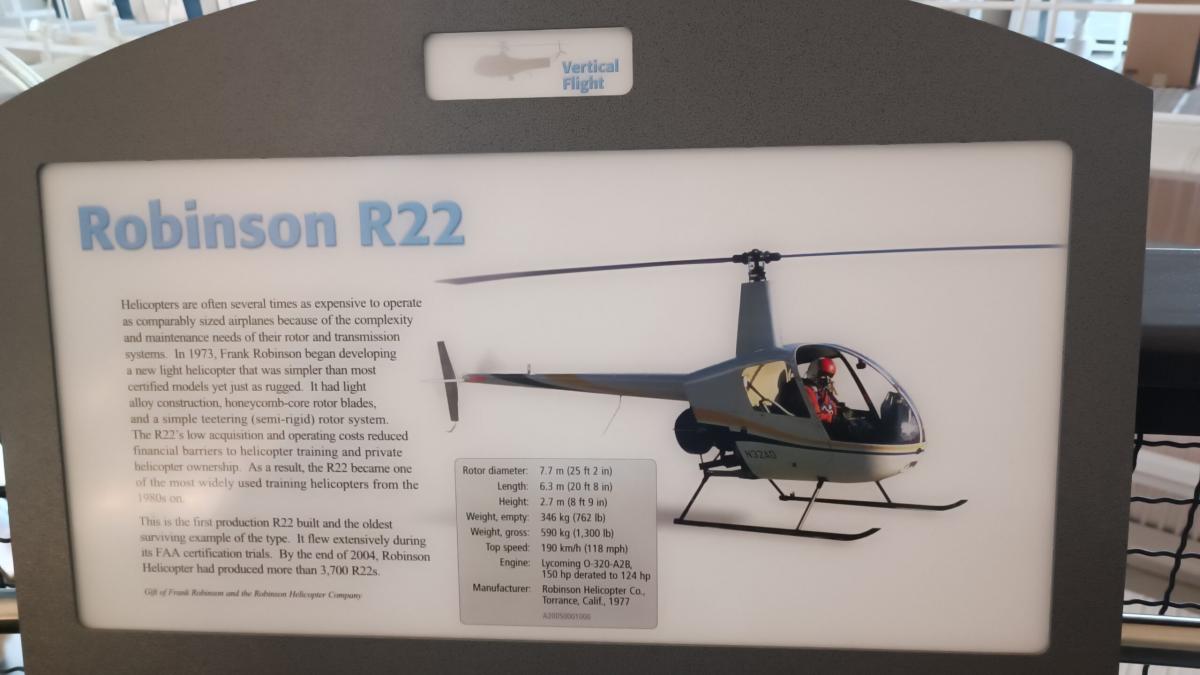 Vertical
Flight
Robinson R22
Helicopters are often several times as expensive to operate
as comparably sized airplanes because of the complexity
and maintenance needs of their rotor and transmission
systems. In 1973, Frank Robinson began developing
a new light helicopter that was simpler than most
certified models yet just as rugged. It had light
alloy construction, honeycomb-core rotor blades,
and a simple teetering (semi-rigid) rotor system.
The R22's low acquisition and operating costs reduced
financial barriers to helicopter training and private
helicopter ownership. As a result, the R22 became one
of the most widely used training helicopters from the
1980s on.
This is the first production R22 built and the oldest
surviving example of the type. It flew extensively during
its FAA certification trials. By the end of 2004, Robinson
Helicopter had produced more than 3,700 R22s.
Gift of Frank Robinson and the Robinson Helicopter Company
Rotor diameter: 7.7 m (25 ft 2 in)
Length: 6.3 m (20 ft 8 in)
Height: 2.7 m (8 ft 9 in)
Weight, empty: 346 kg (762 lb)
Weight, gross: 590 kg (1,300 lb)
Top speed: 190 km/h (118 mph)
Engine: Lycoming O-320-A2B,
150 hp derated to 124 hp
Manufacturer: Robinson Helicopter Co.,
Torrance, Calif., 1977
A20050061000
N32AD